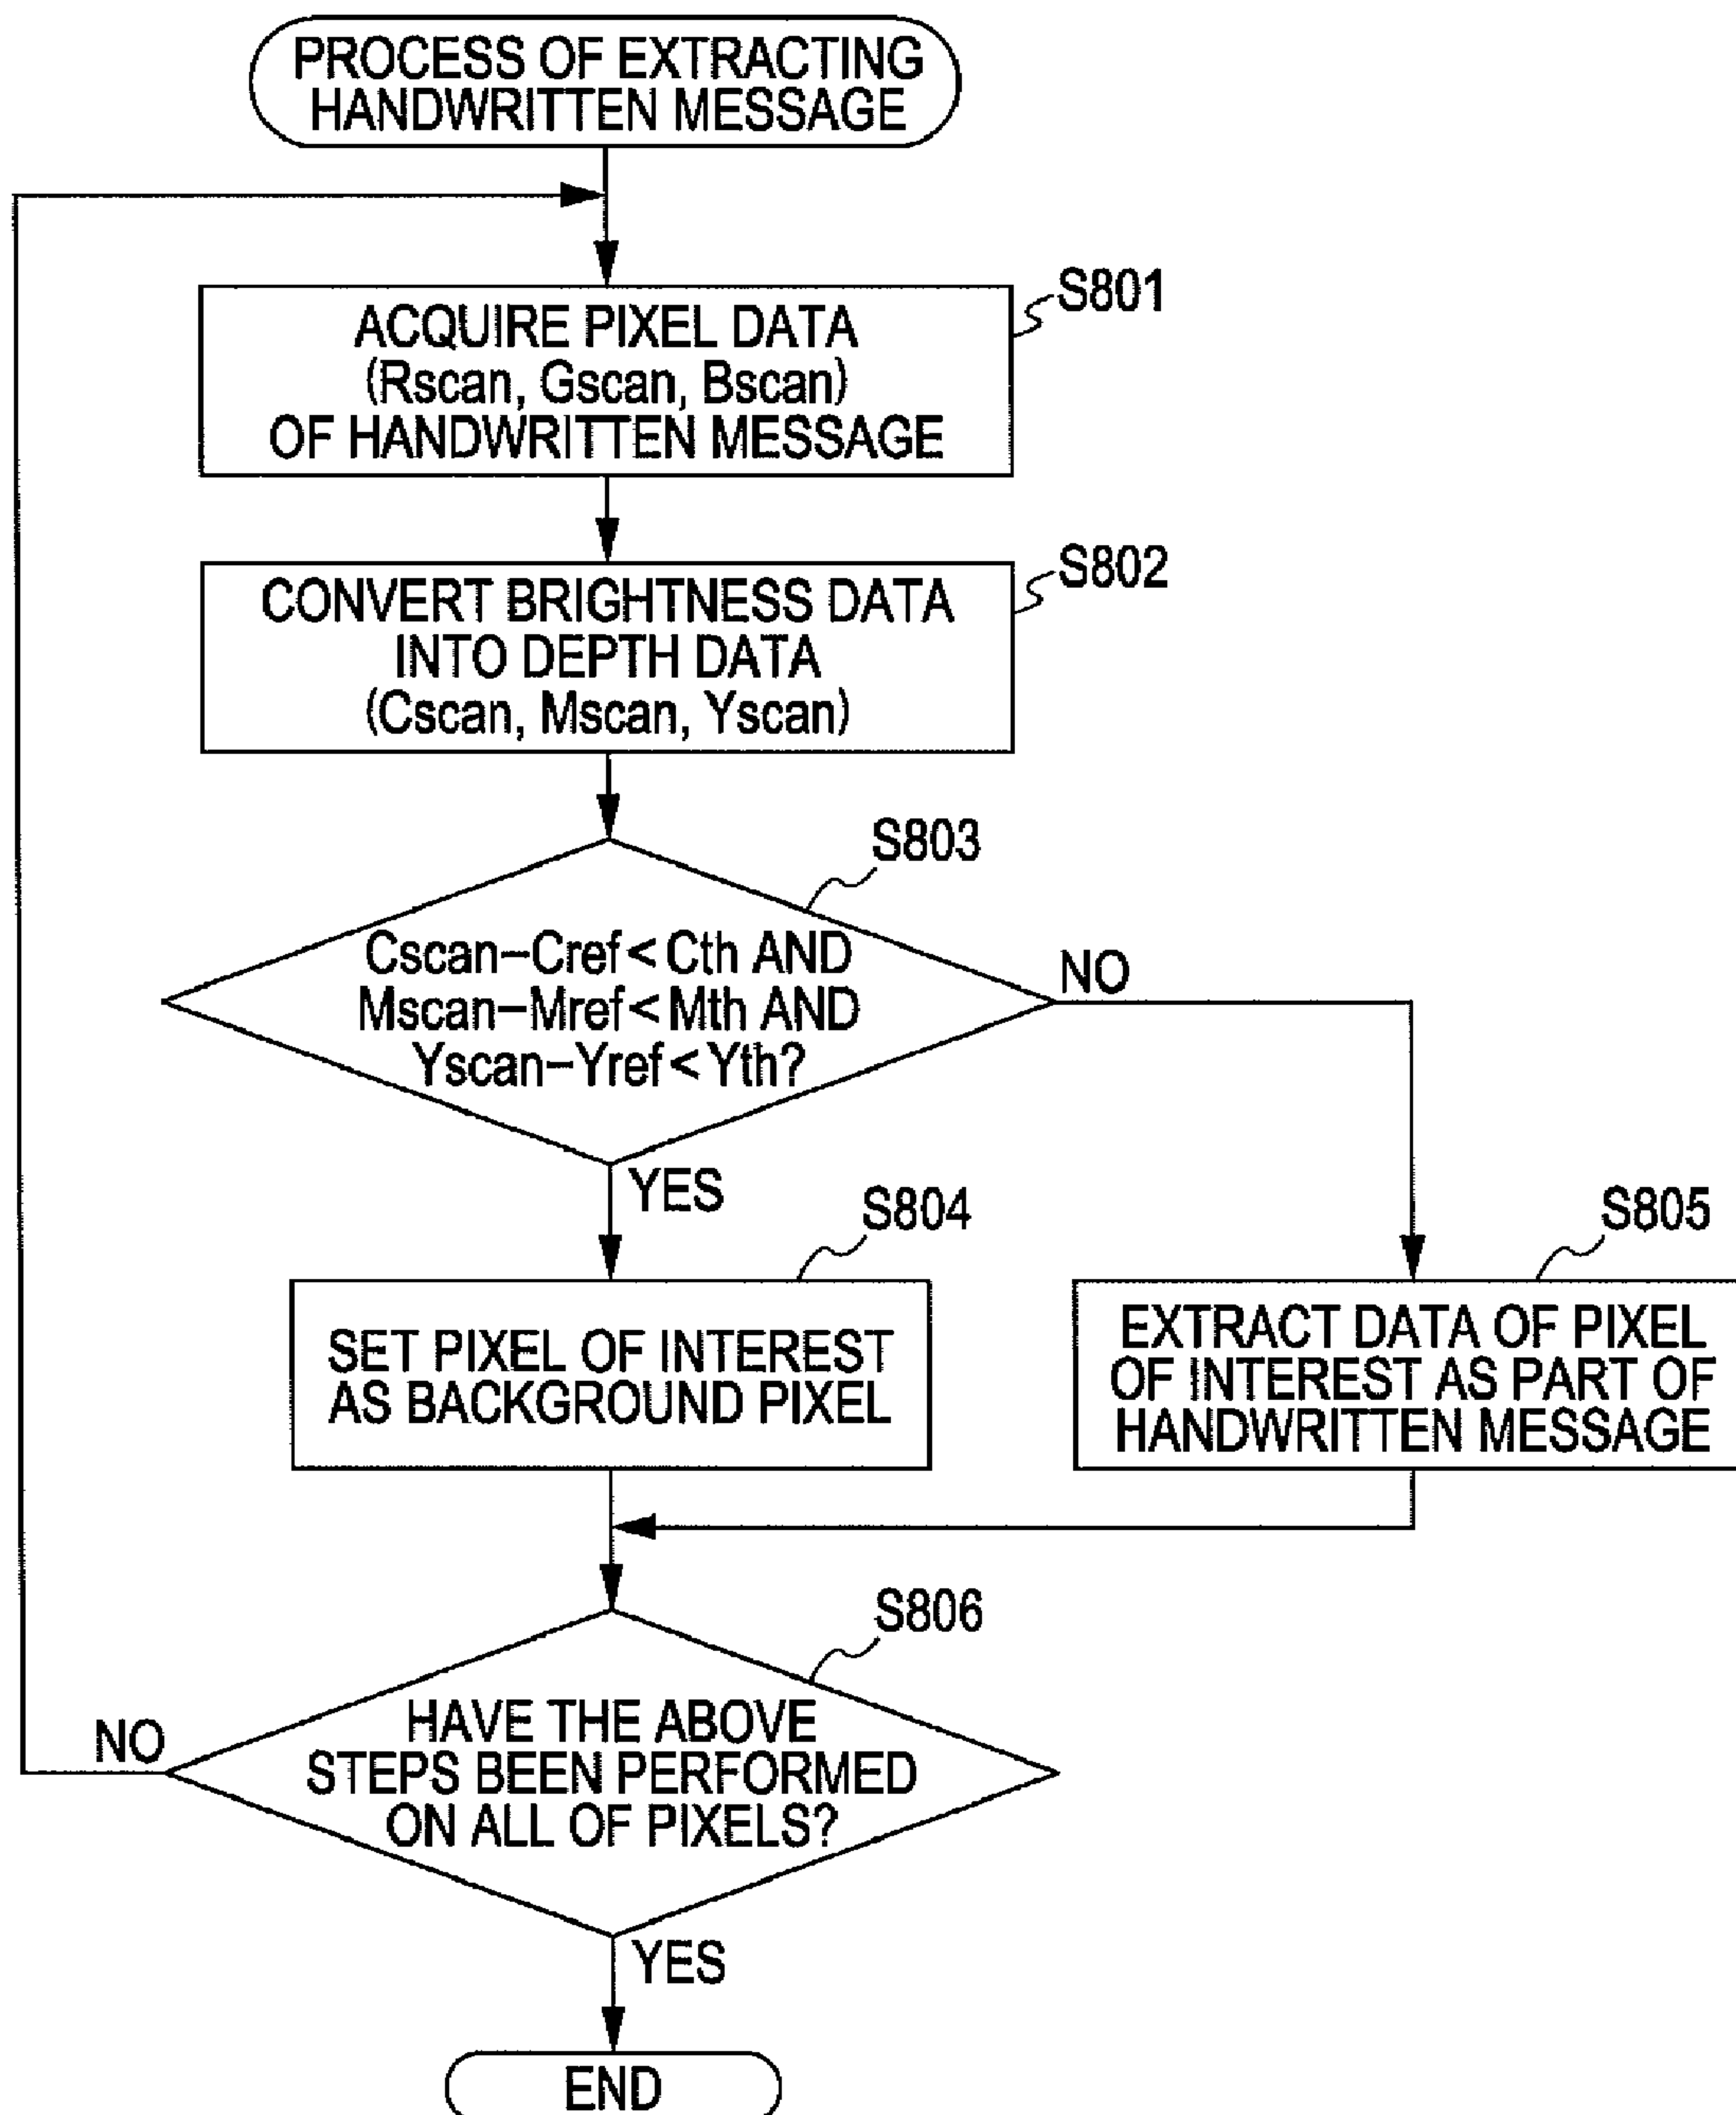 PROCESS OF EXTRACTING
HANDWRITTEN MESSAGE
S801
ACQUIRE PIXEL DATA
(Rscan, Gscan, Bscan)
OF HANDWRITTEN MESSAGE
S802
CONVERT BRIGHTNESS DATA
INTO DEPTH DATA
(Cscan, Mscan, Yscan)
S803
Cscan−Cref < Cth AND
Mscan−Mref < Mth AND
Yscan−Yref < Yth?
NO
YES
S804
SET PIXEL OF INTEREST
AS BACKGROUND PIXEL
S805
EXTRACT DATA OF PIXEL
OF INTEREST AS PART OF
HANDWRITTEN MESSAGE
S806
HAVE THE ABOVE
STEPS BEEN PERFORMED
ON ALL OF PIXELS?
NO
YES
END